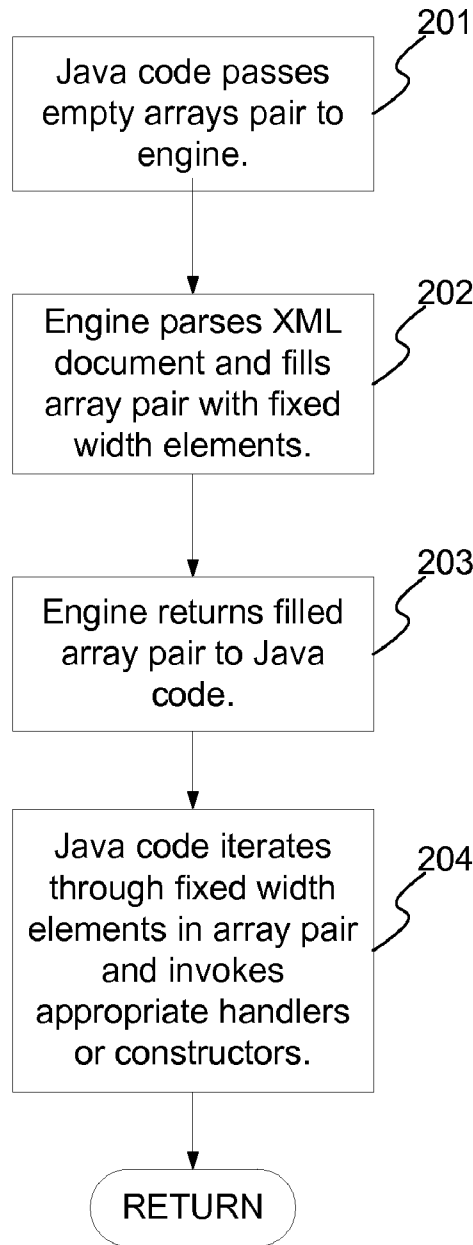 201
Java code passes
empty arrays pair to
engine.
202
Engine parses XML
document and fills
array pair with fixed
width elements.
203
Engine returns filled
array pair to Java
code.
204
Java code iterates
through fixed width
elements in array pair
and invokes
appropriate handlers
or constructors.
RETURN